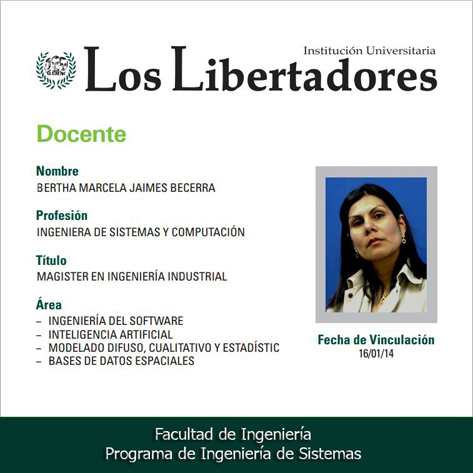 Institución Universitaria
Los Libertadores
Docente
Nombre
BERTHA MARCELA JAIMES BECERRA
Profesión
INGENIERA DE SISTEMAS Y COMPUTACIÓN
Título
MAGISTER EN INGENIERÍA INDUSTRIAL
Área
– INGENIERÍA DEL SOFTWARE
– INTELIGENCIA ARTIFICIAL
– MODELADO DIFUSO, CUALITATIVO Y ESTADÍSTIC
– BASES DE DATOS ESPACIALES
Fecha de Vinculación
16/01/14
Facultad de Ingeniería
Programa de Ingeniería de Sistemas